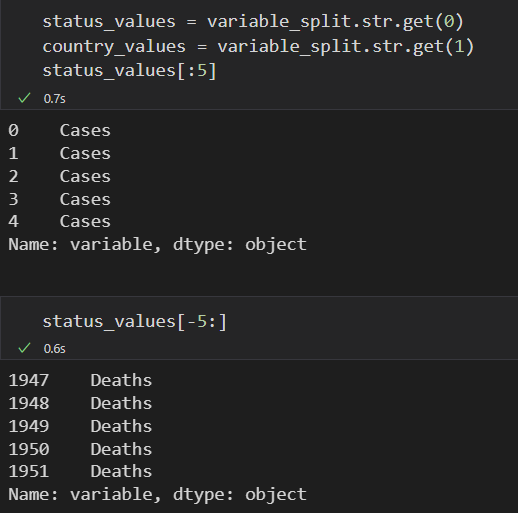 status_values = variable_split.str.get(0)
country_values = variable_split.str.get(1)
status_values[:5]
✓ 0.7s
0    Cases
1    Cases
2    Cases
3    Cases
4    Cases
Name: variable, dtype: object
status_values[-5:]
✓ 0.6s
1947    Deaths
1948    Deaths
1949    Deaths
1950    Deaths
1951    Deaths
Name: variable, dtype: object